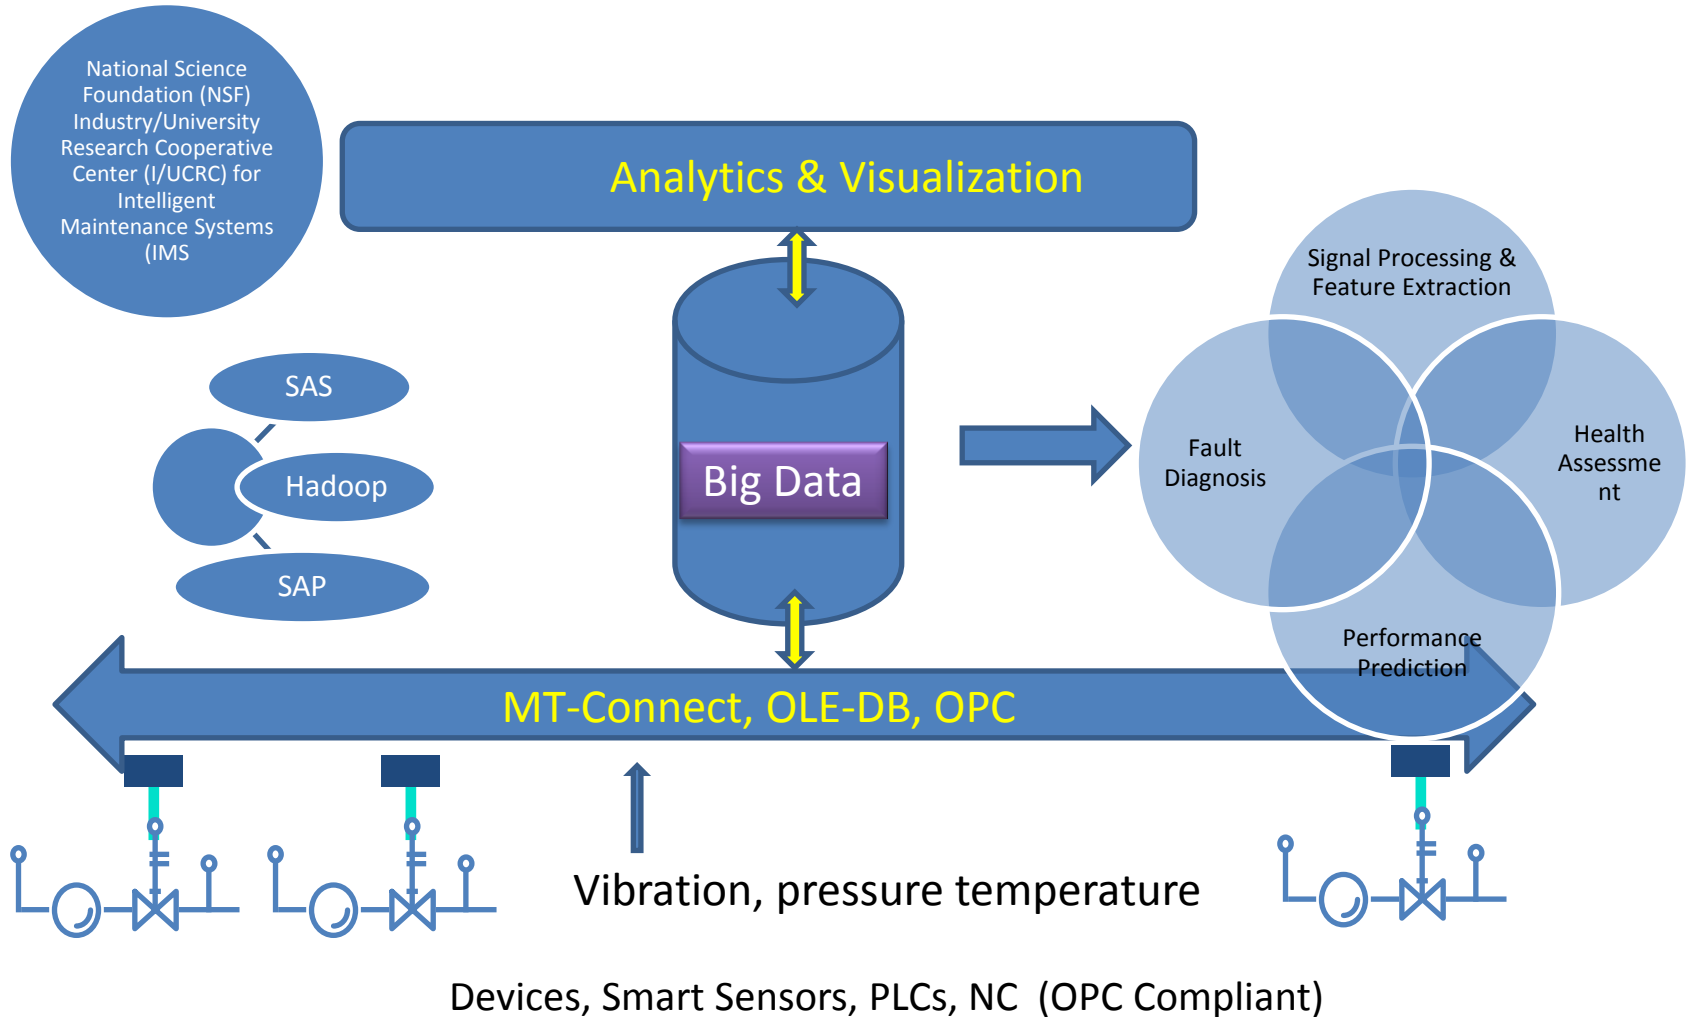 National Science
Foundation (NSF)
Industry/University
Research Cooperative
Center (I/UCRC) for
Intelligent
Maintenance Systems
(IMS
Analytics & Visualization
Signal Processing &
Feature Extraction
SAS
Hadoop
SAP
Big Data
Fault
Diagnosis
Health
Assessme
nt
Performance
Prediction
MT-Connect, OLE-DB, OPC
Vibration, pressure temperature
Devices, Smart Sensors, PLCs, NC  (OPC Compliant)